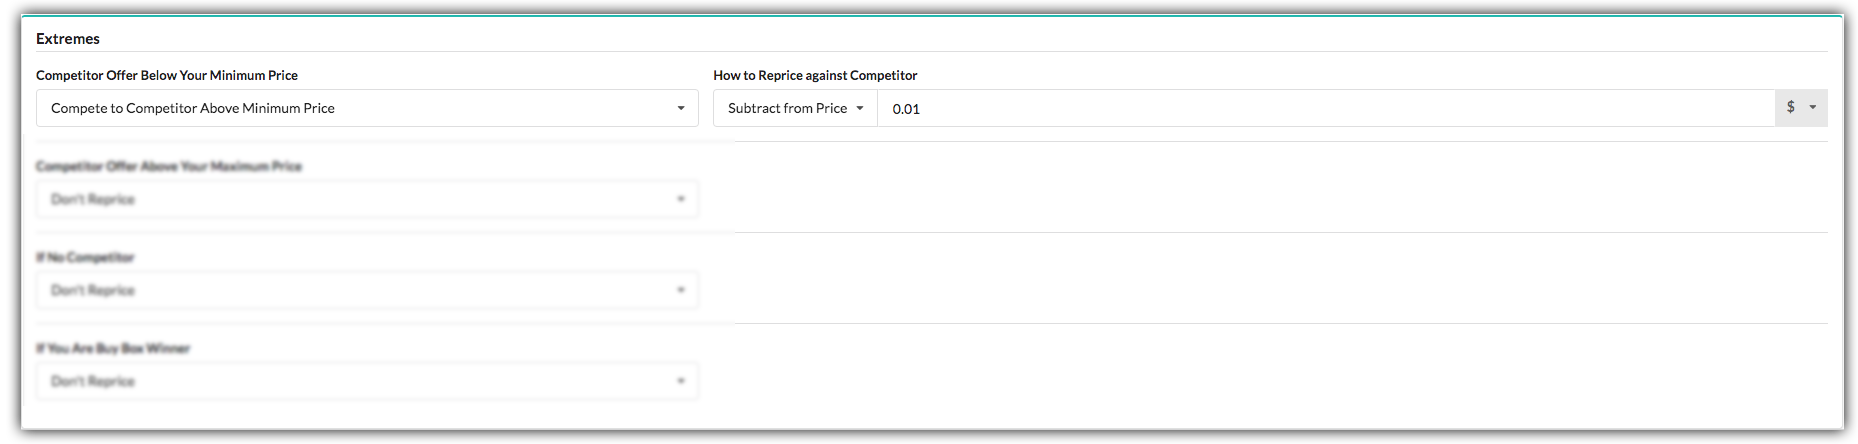 Extremes
Competitor Offer Below Your Minimum Price
How to Reprice against Competitor
Compete to Competitor Above Minimum Price
Subtract from Price
0.01
$
Competitor Offer Above Your Maximum Price
Don't Reprice
If No Competitor
Don't Reprice
If You Are Buy Box Winner
Don't Reprice